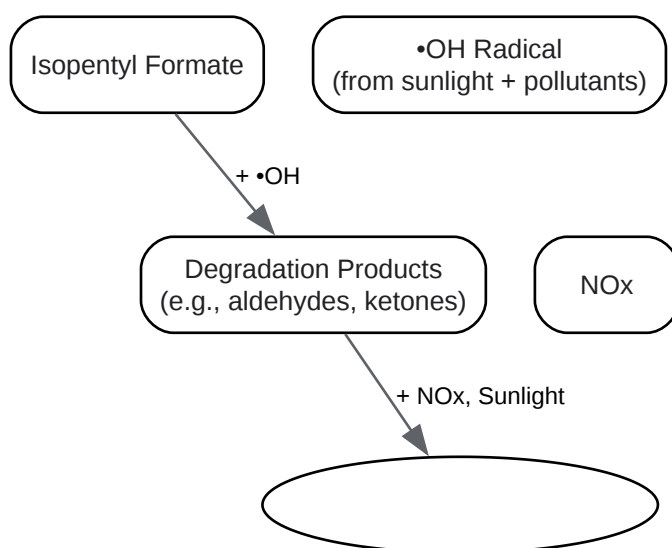 Isopentyl Formate
•OH Radical
(from sunlight + pollutants)
+ •OH
Degradation Products
(e.g., aldehydes, ketones)
NOx
+ NOx, Sunlight